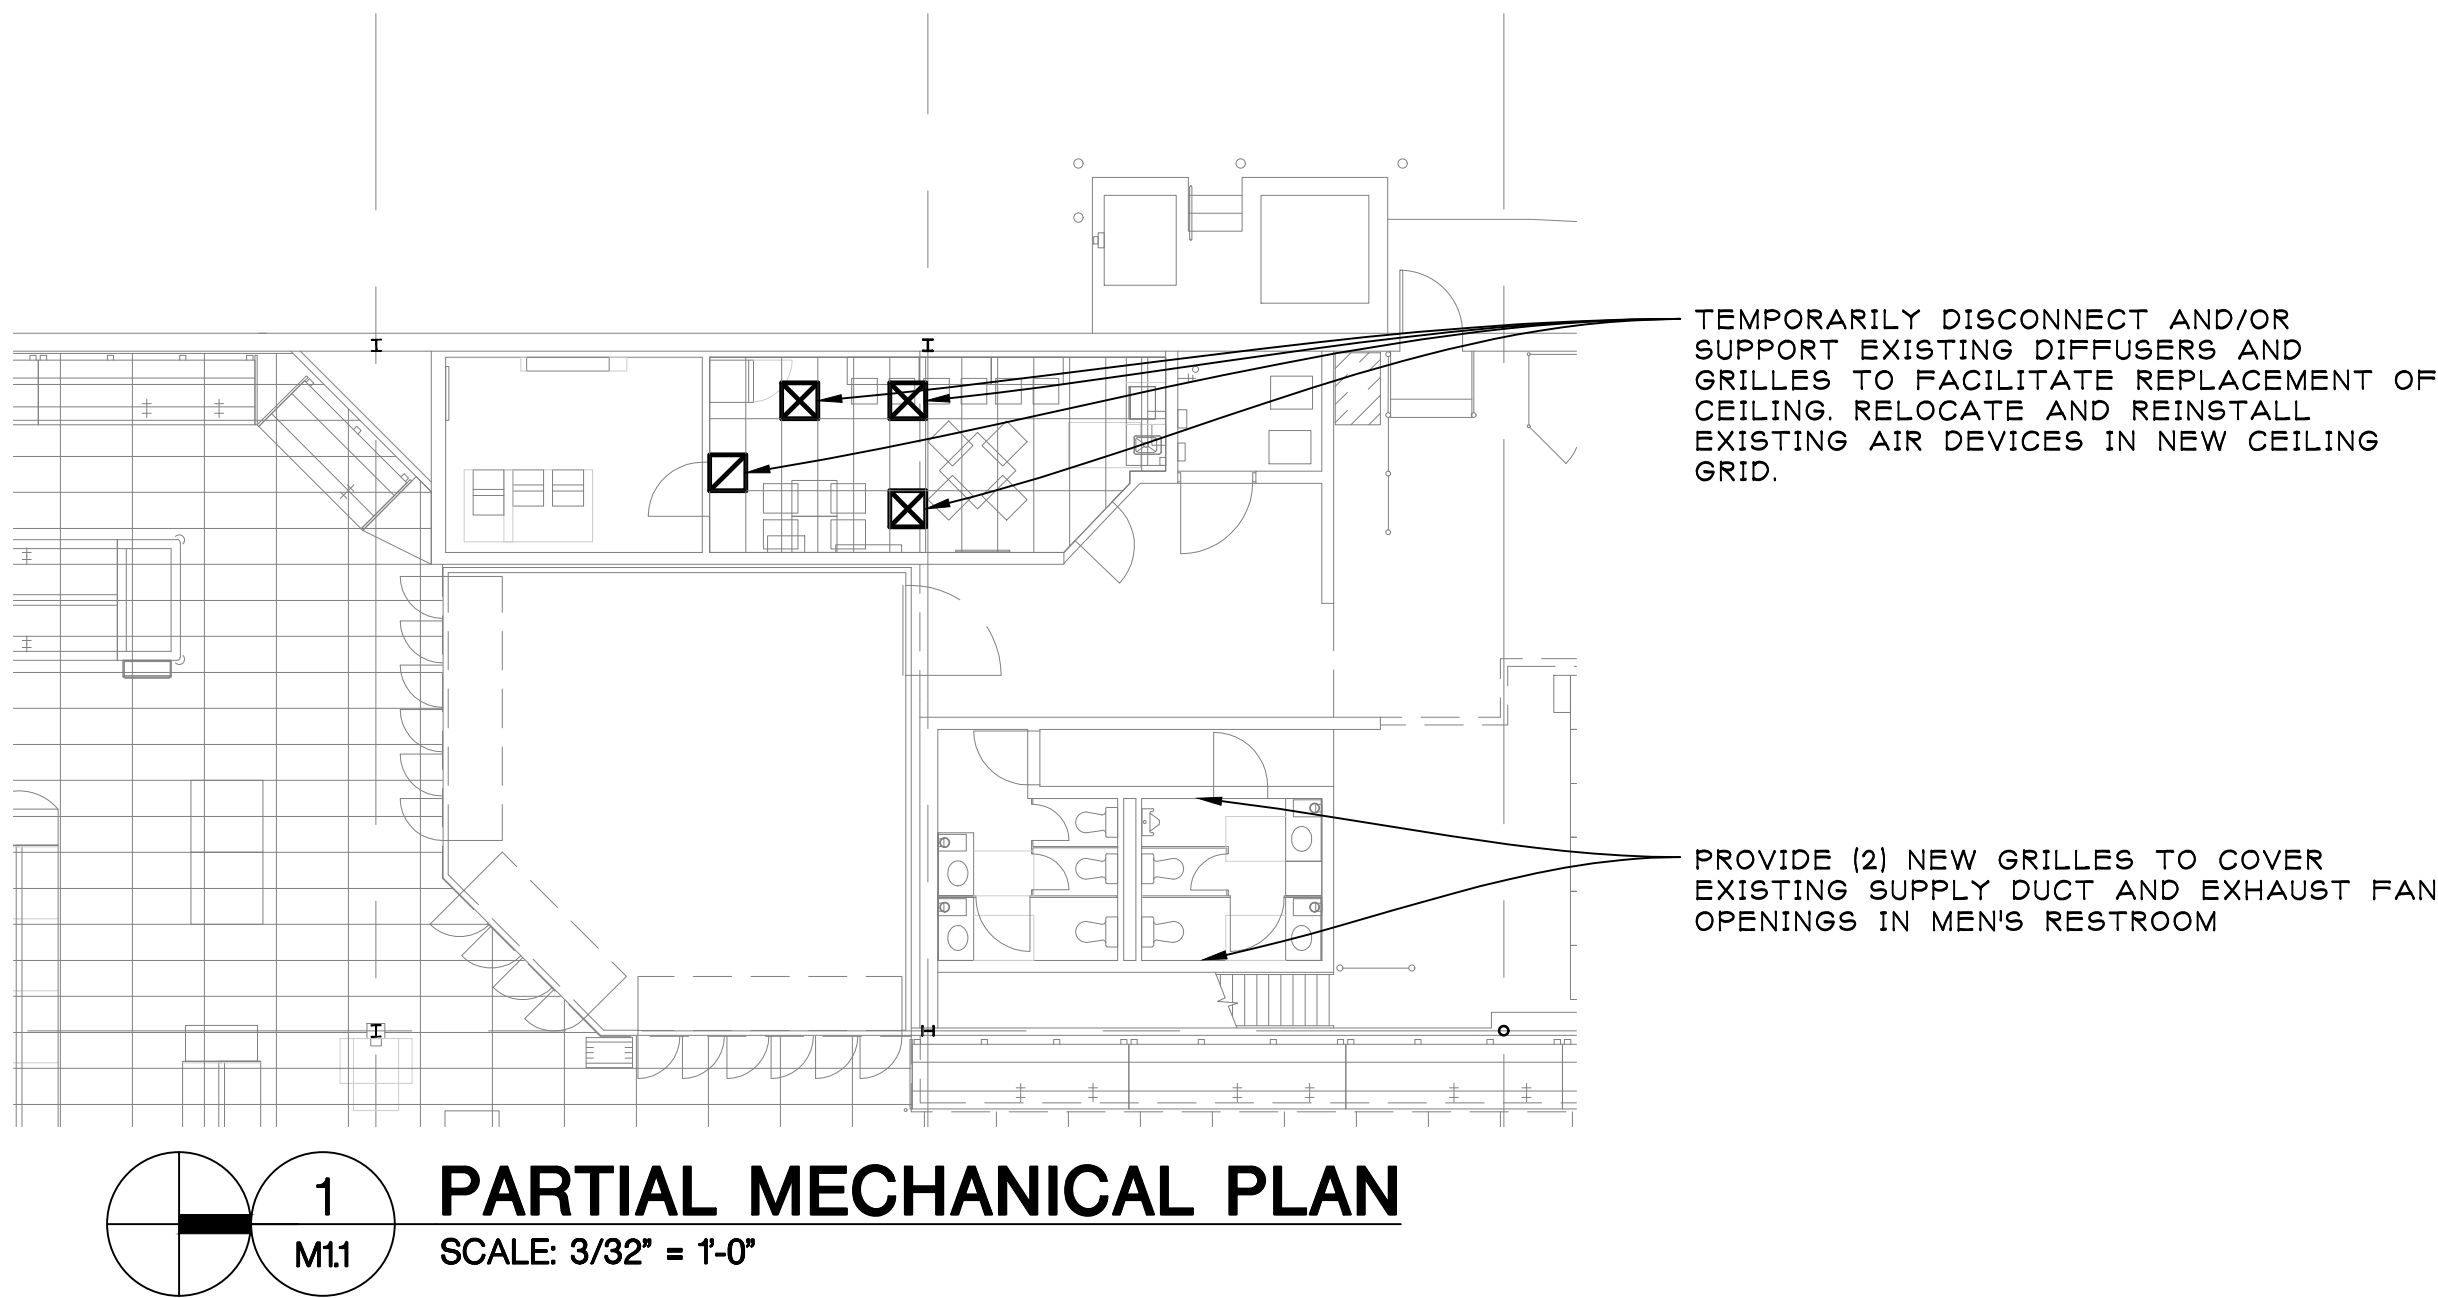 TEMPORARILY DISCONNECT AND/OR
SUPPORT EXISTING DIFFUSERS AND
GRILLES TO FACILITATE REPLACEMENT OF
CEILING. RELOCATE AND REINSTALL
EXISTING AIR DEVICES IN NEW CEILING
GRID.
PROVIDE (2) NEW GRILLES TO COVER
EXISTING SUPPLY DUCT AND EXHAUST FAN
OPENINGS IN MEN'S RESTROOM
1
M1.1
PARTIAL MECHANICAL PLAN
SCALE: 3/32" = 1'-0"